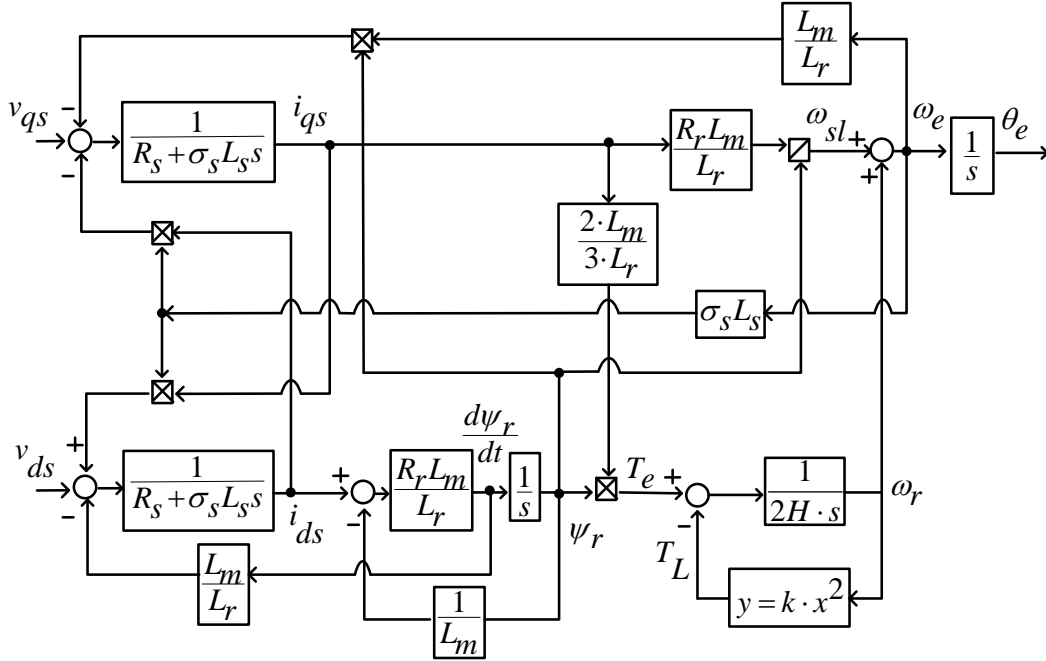 L_m
L_r
v_qs
−
1
R_s + σ_s L_s s
i_qs
−
R_r L_m
L_r
ω_sl
+
+
ω_e
1
s
θ_e
2·L_m
3·L_r
σ_s L_s
+
v_ds
−
1
R_s + σ_s L_s s
i_ds
+
−
R_r L_m
L_r
dψ_r
dt
1
s
ψ_r
T_e
+
−
T_L
1
2H·s
ω_r
L_m
L_r
1
L_m
y = k·x^2